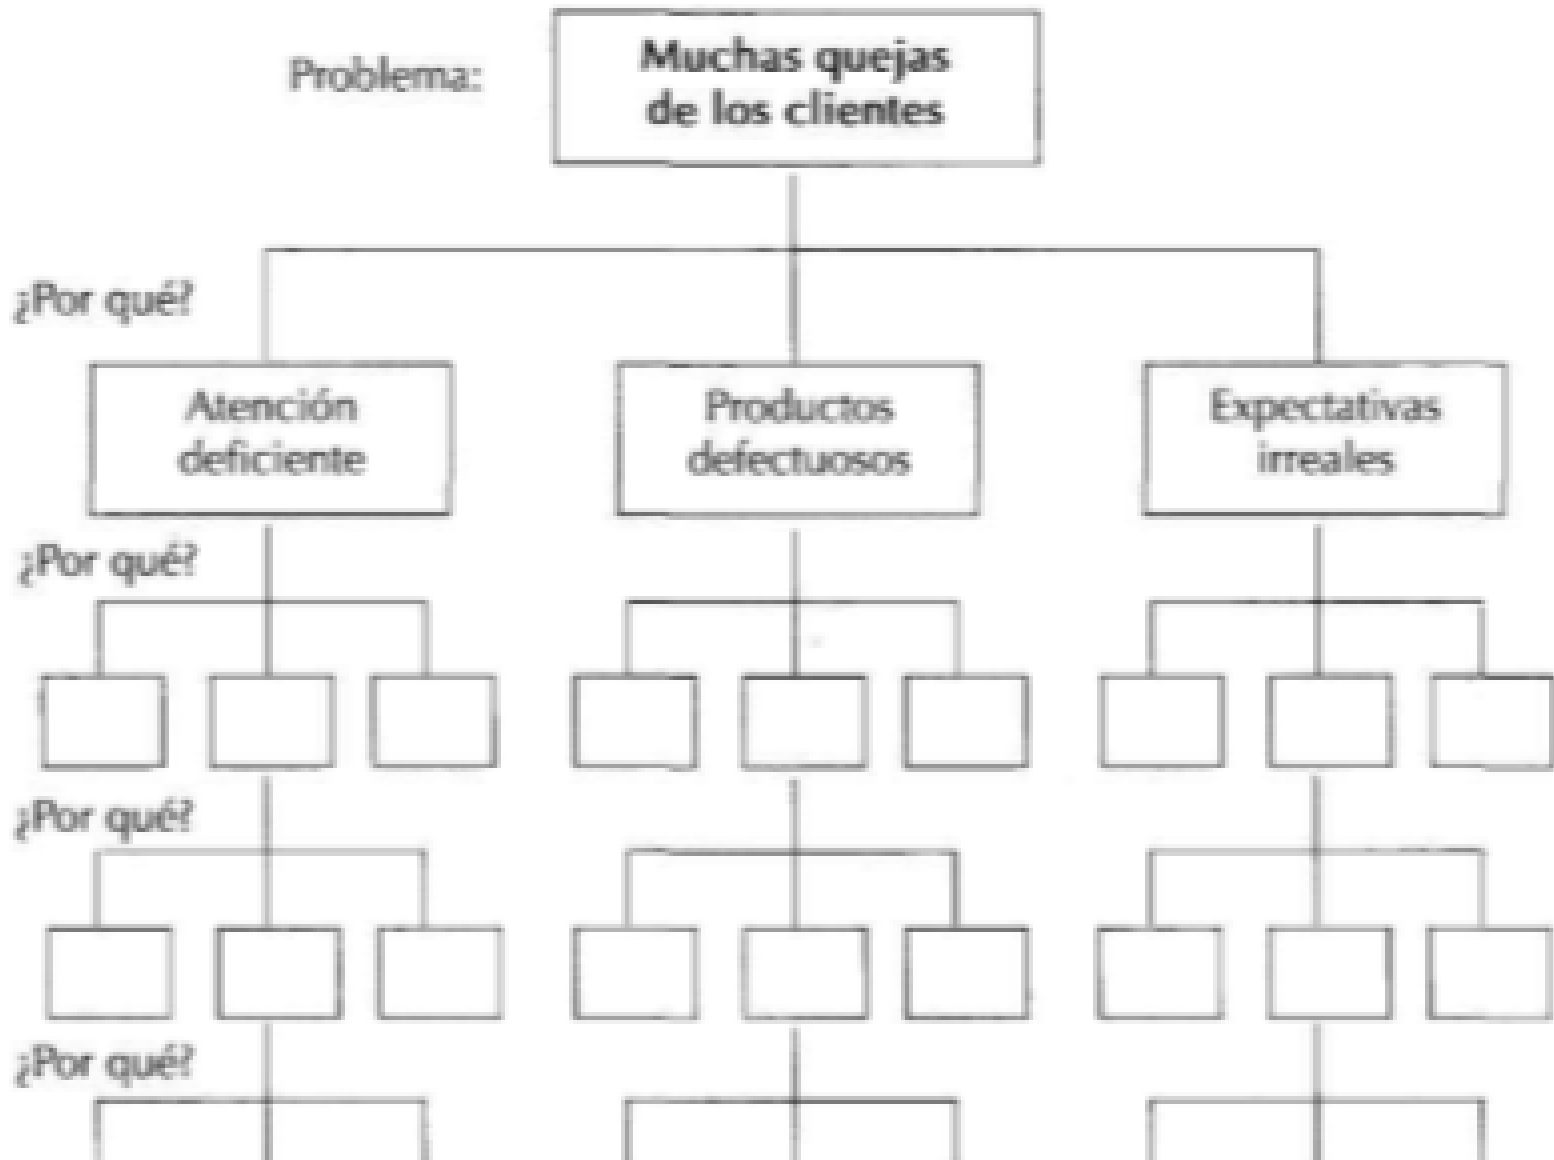 Problema:
Muchas quejas
de los clientes
¿Por qué?
Atención
deficiente
Productos
defectuosos
Expectativas
irreales
¿Por qué?
¿Por qué?
¿Por qué?